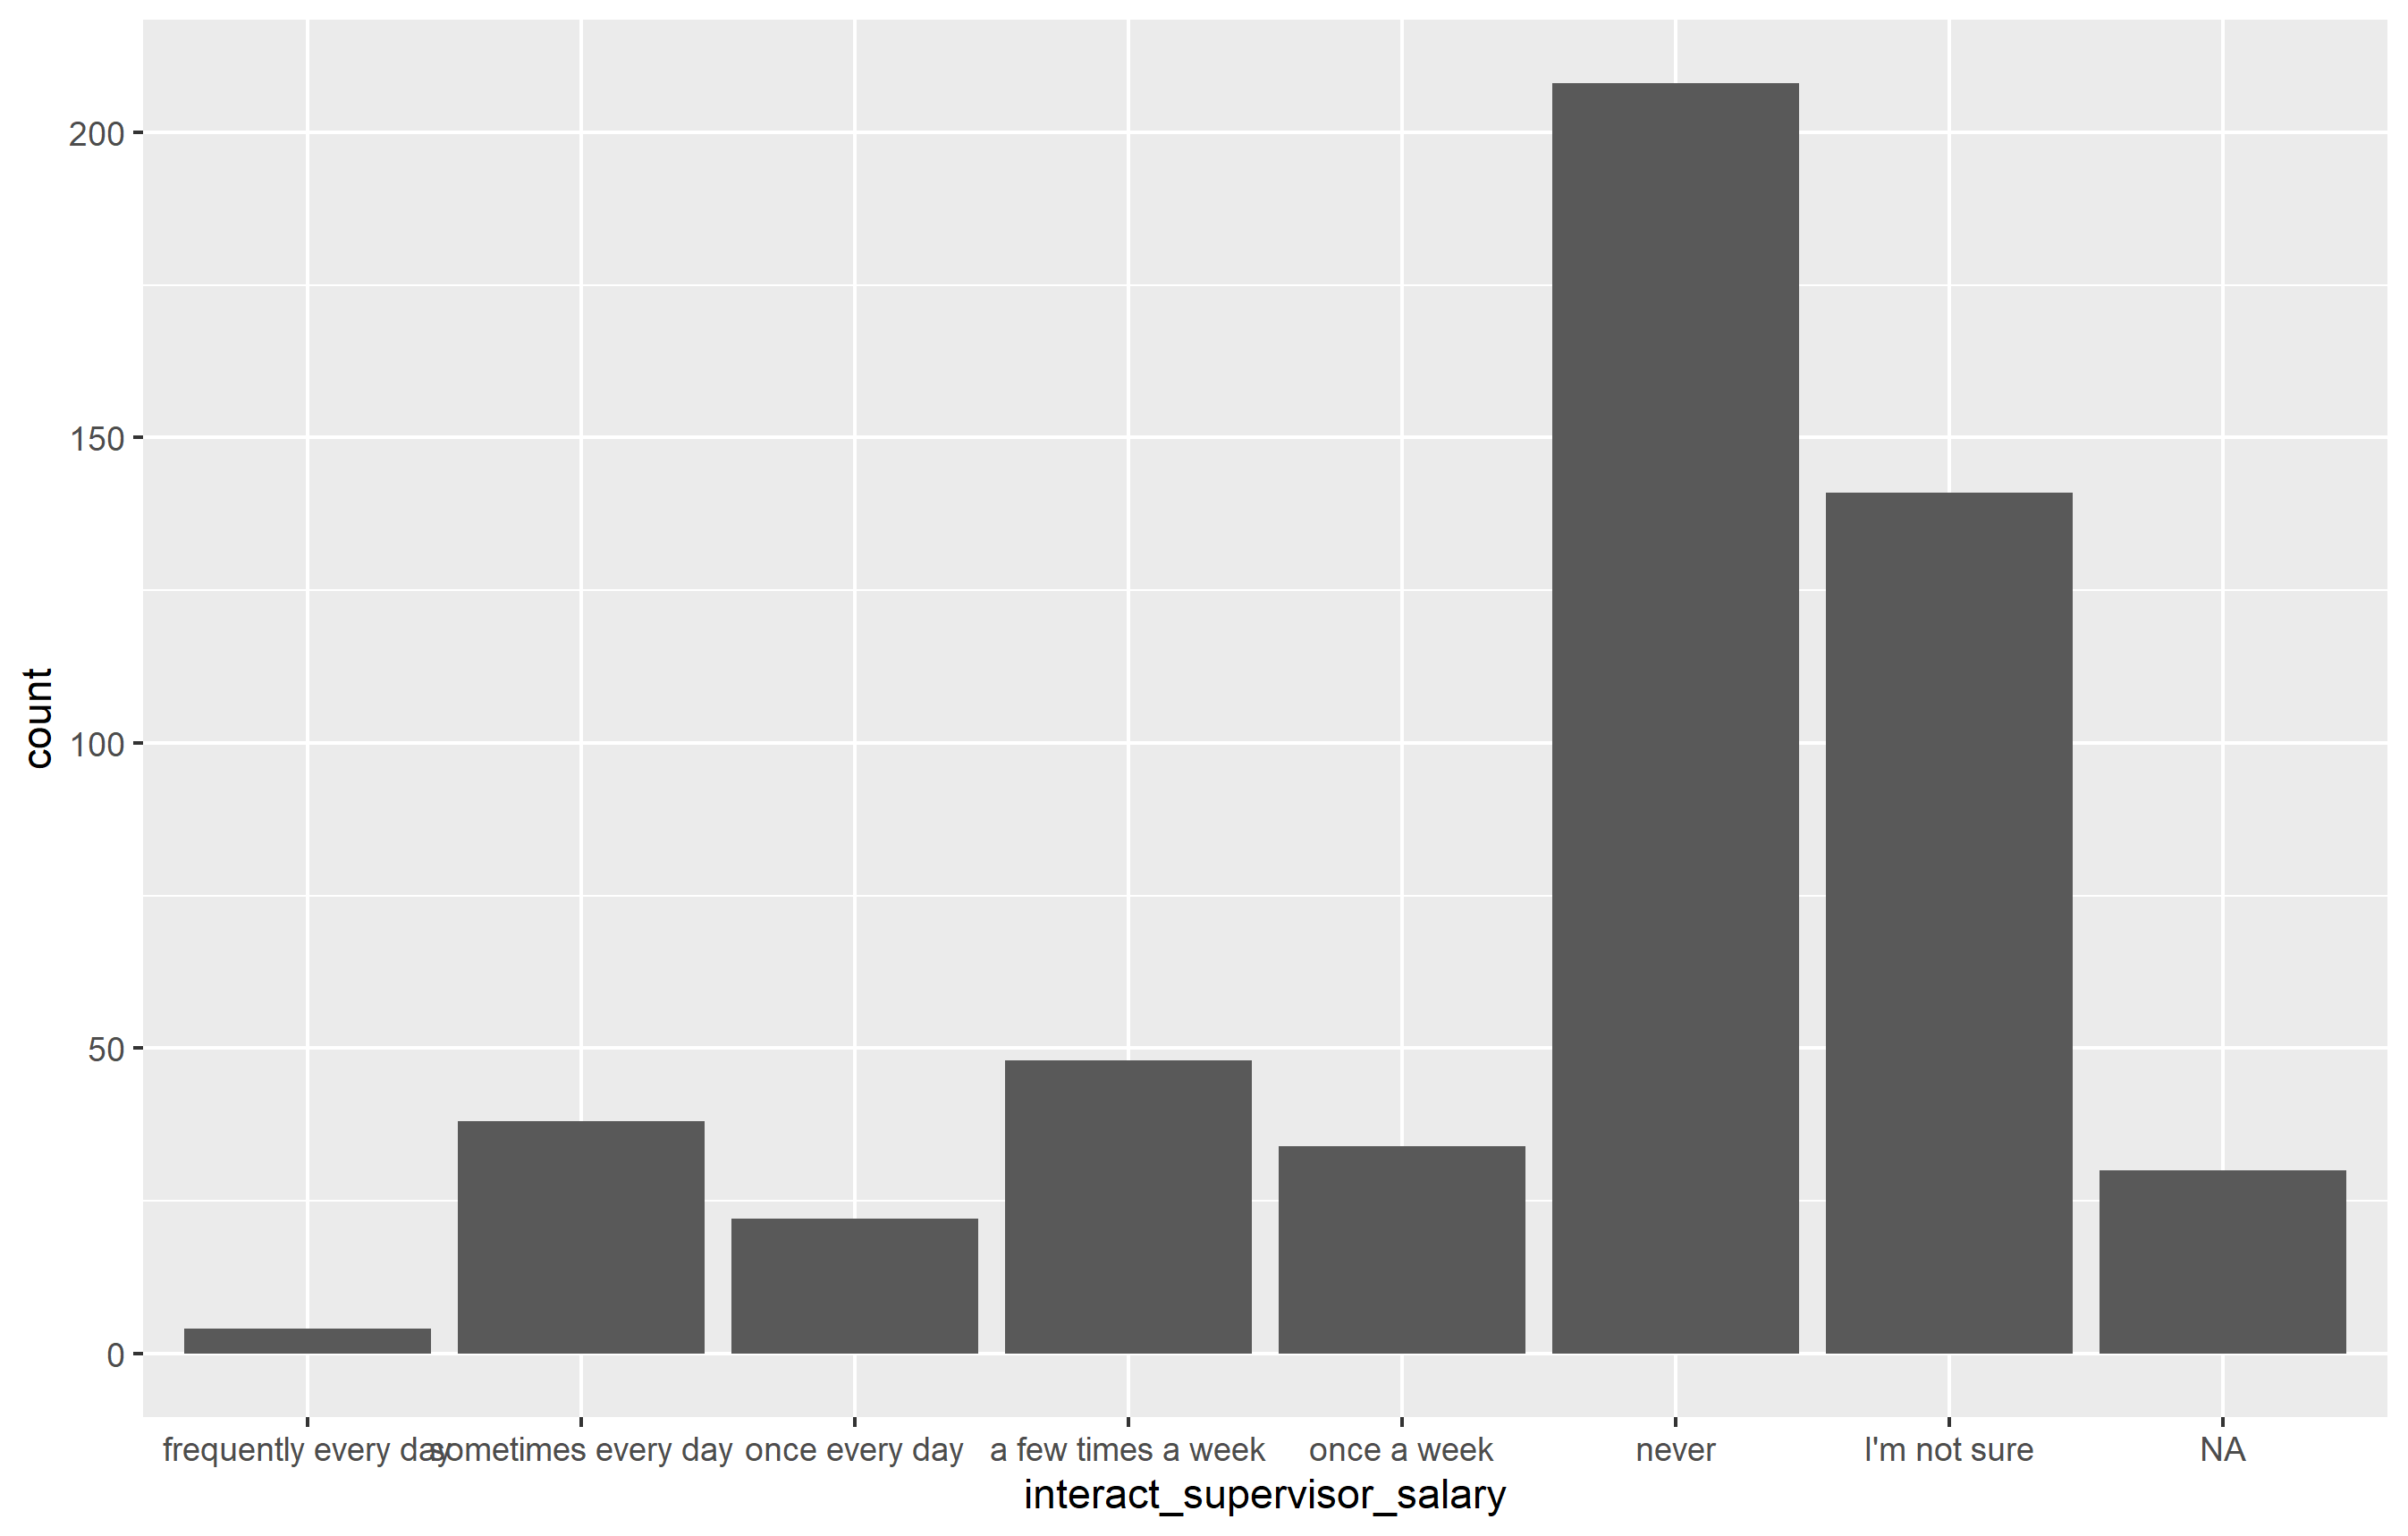 200
150
100
50
0
count
frequently every day sometimes every day once every day a few times a week once a week never I'm not sure NA
interact_supervisor_salary